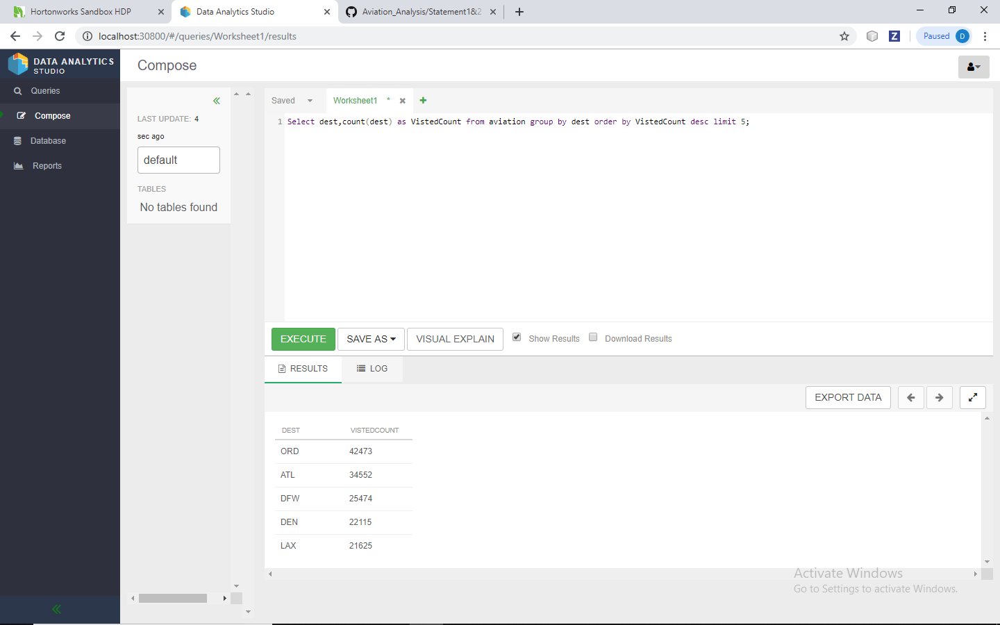 Hortonworks Sandbox HDP
Data Analytics Studio
Aviation_Analysis/Statement1&2
localhost:30800/#/queries/Worksheet1/results
Z
Paused
D
DATA ANALYTICS
STUDIO
Compose
Queries
Compose
Database
Reports
LAST UPDATE: 4
sec ago
default
TABLES
No tables found
Saved
Worksheet1 *
1 Select dest,count(dest) as VistedCount from aviation group by dest order by VistedCount desc limit 5;
EXECUTE
SAVE AS
VISUAL EXPLAIN
Show Results
Download Results
RESULTS
LOG
EXPORT DATA
DEST VISTEDCOUNT
ORD 42473
ATL 34552
DFW 25474
DEN 22115
LAX 21625
Activate Windows
Go to Settings to activate Windows.